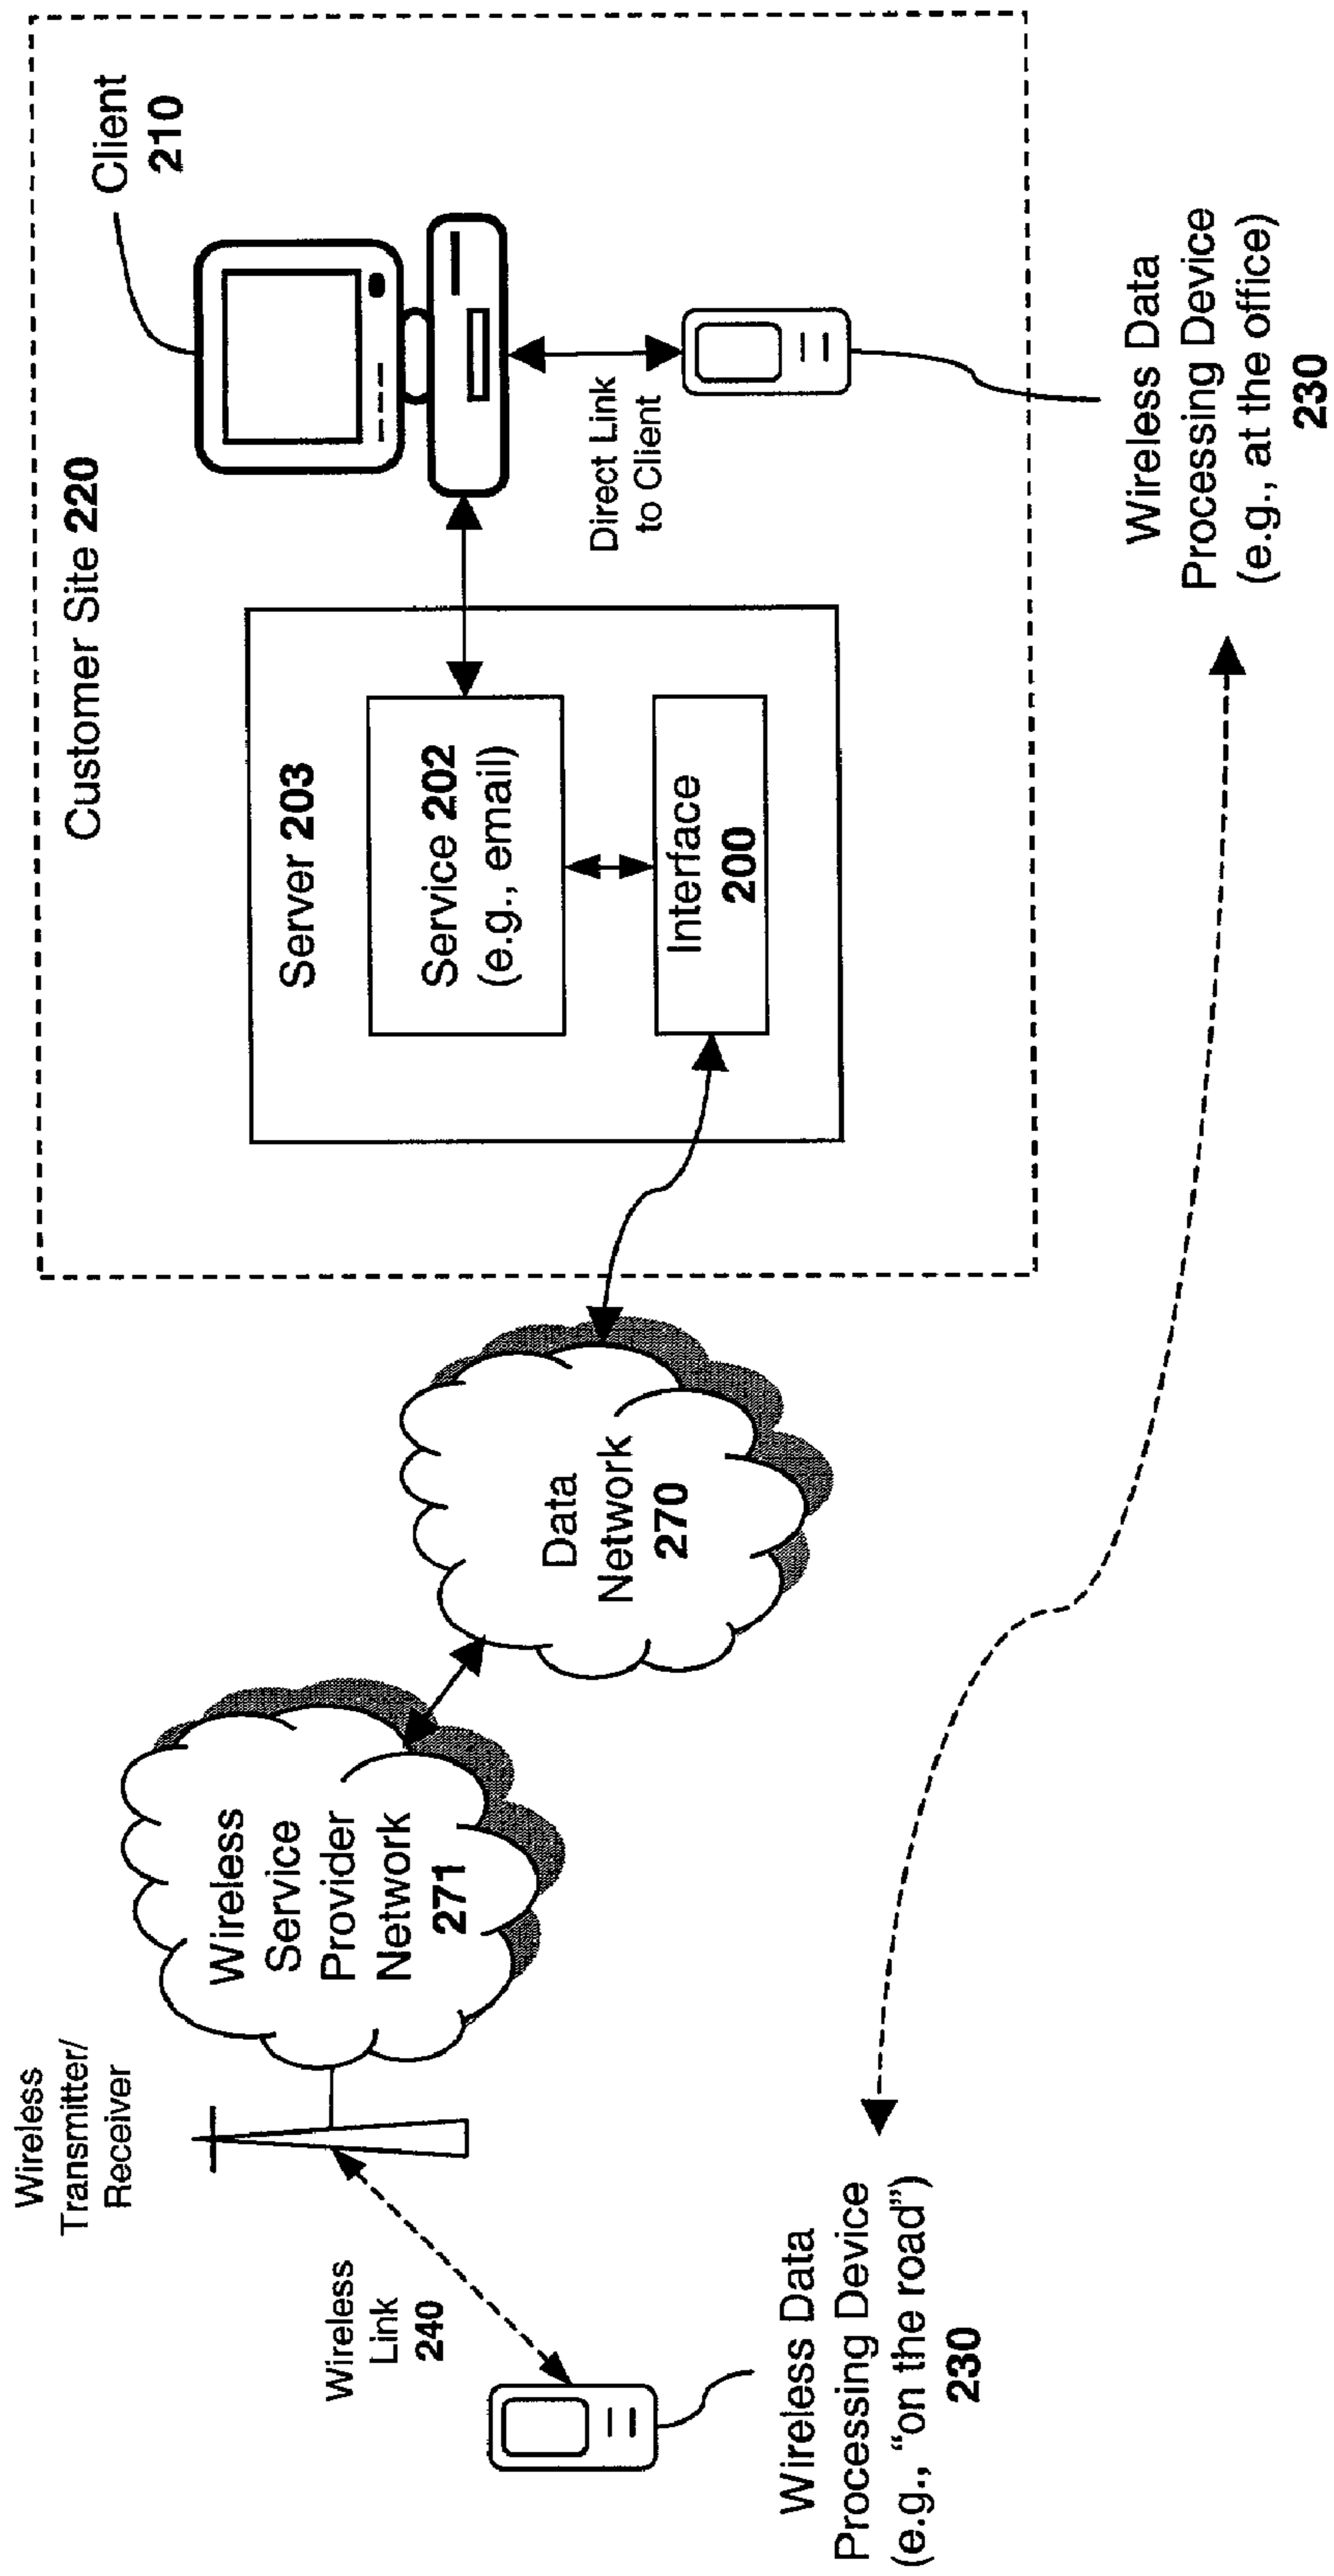 Wireless
Transmitter/
Receiver
Wireless
Link
240
Wireless Data
Processing Device
(e.g., “on the road”)
230
Wireless
Service
Provider
Network
271
Data
Network
270
Customer Site 220
Server 203
Service 202
(e.g., email)
Interface
200
Client
210
Direct Link
to Client
Wireless Data
Processing Device
(e.g., at the office)
230